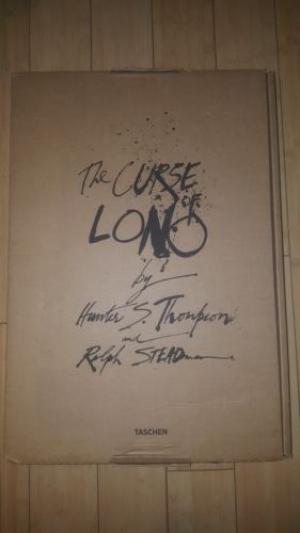 The CURSE
OF
LONO
by
Hunter S. Thompson
and
Ralph STEADman
TASCHEN